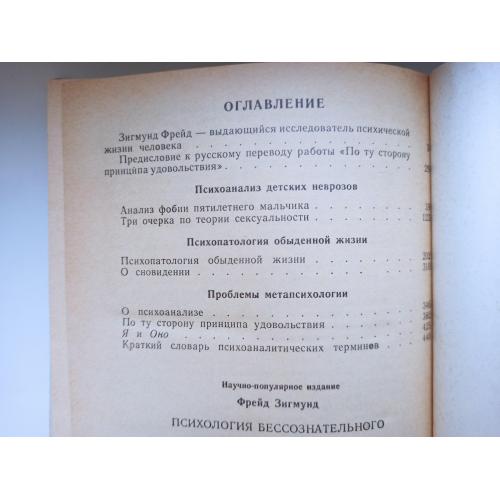 ОГЛАВЛЕНИЕ
Зигмунд Фрейд — выдающийся исследователь психической
жизни человека
Предисловие к русскому переводу работы «По ту сторону
принципа удовольствия»
Психоанализ детских неврозов
Анализ фобии пятилетнего мальчика
Три очерка по теории сексуальности
Психопатология обыденной жизни
Психопатология обыденной жизни
О сновидении
Проблемы метапсихологии
О психоанализе
По ту сторону принципа удовольствия
Я и Оно
Краткий словарь психоаналитических терминов
Научно-популярное издание
Фрейд Зигмунд
ПСИХОЛОГИЯ БЕССОЗНАТЕЛЬНОГО